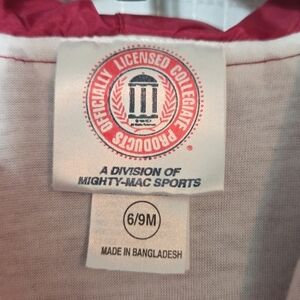 OFFICIALLY LICENSED COLLEGIATE PRODUCTS
®
A DIVISION OF
MIGHTY-MAC SPORTS
6/9M
MADE IN BANGLADESH